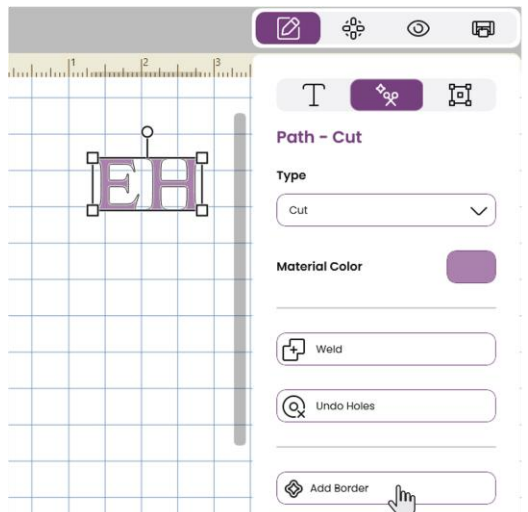 1 2 3
T
EH
Path - Cut
Type
Cut
Material Color
Weld
Undo Holes
Add Border